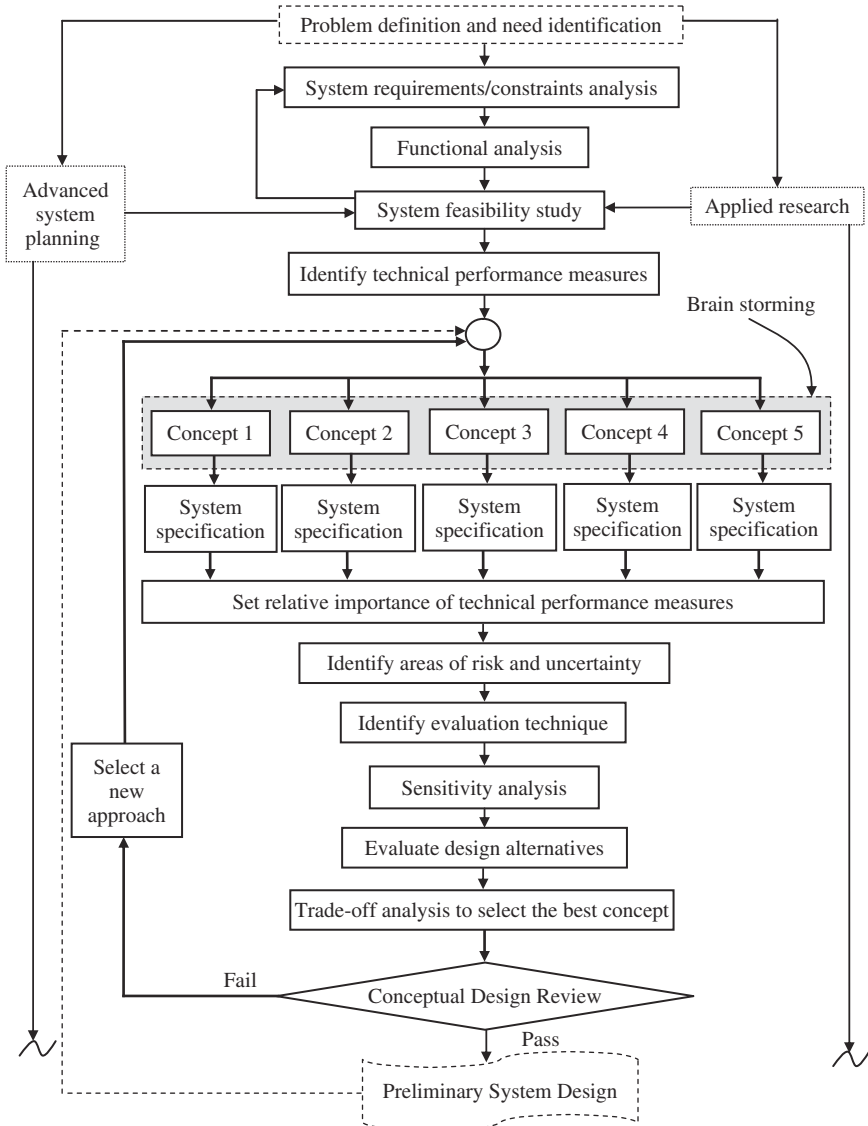 Problem definition and need identification
System requirements/constraints analysis
Functional analysis
Advanced
system
planning
System feasibility study
Applied research
Identify technical performance measures
Brain storming
Concept 1
Concept 2
Concept 3
Concept 4
Concept 5
System
specification
System
specification
System
specification
System
specification
System
specification
Set relative importance of technical performance measures
Identify areas of risk and uncertainty
Identify evaluation technique
Select a
new
approach
Sensitivity analysis
Evaluate design alternatives
Trade-off analysis to select the best concept
Fail
Conceptual Design Review
Pass
Preliminary System Design